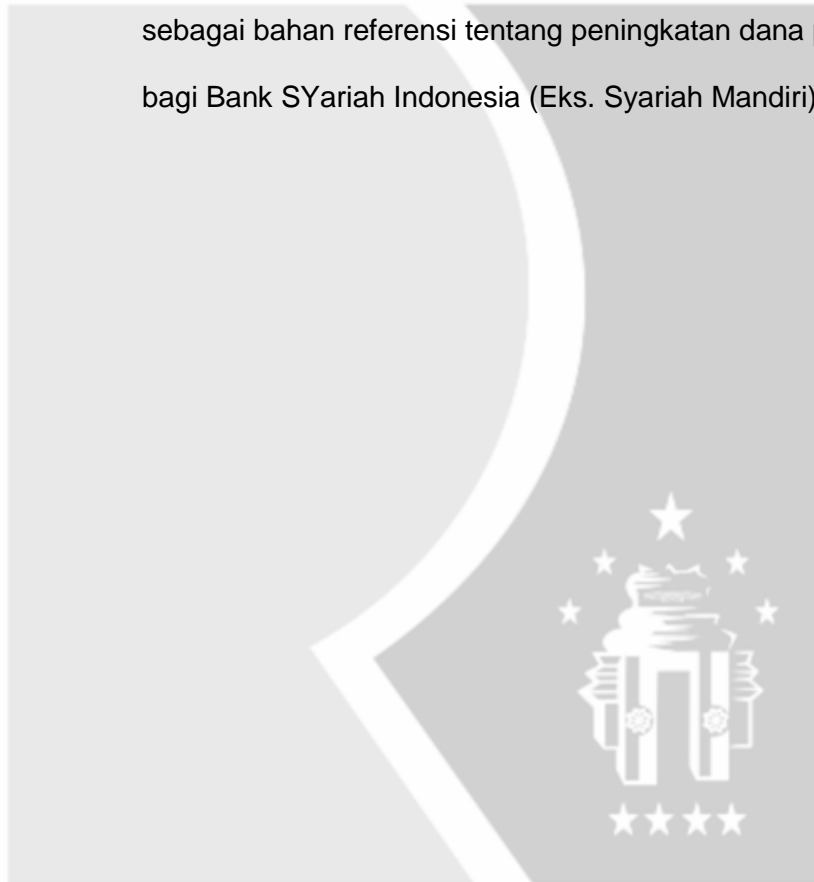 sebagai bahan referensi tentang peningkatan dana
bagi Bank SYariah Indonesia (Eks. Syariah Mandiri)